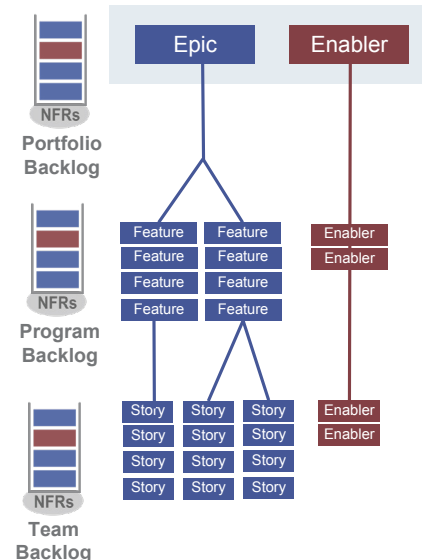 Epic
Enabler
NFRs
Portfolio
Backlog
Feature Feature
Feature Feature
Feature Feature
Feature Feature
Enabler
Enabler
NFRs
Program
Backlog
Story Story Story
Story Story Story
Story Story Story
Story Story Story
Enabler
Enabler
NFRs
Team
Backlog